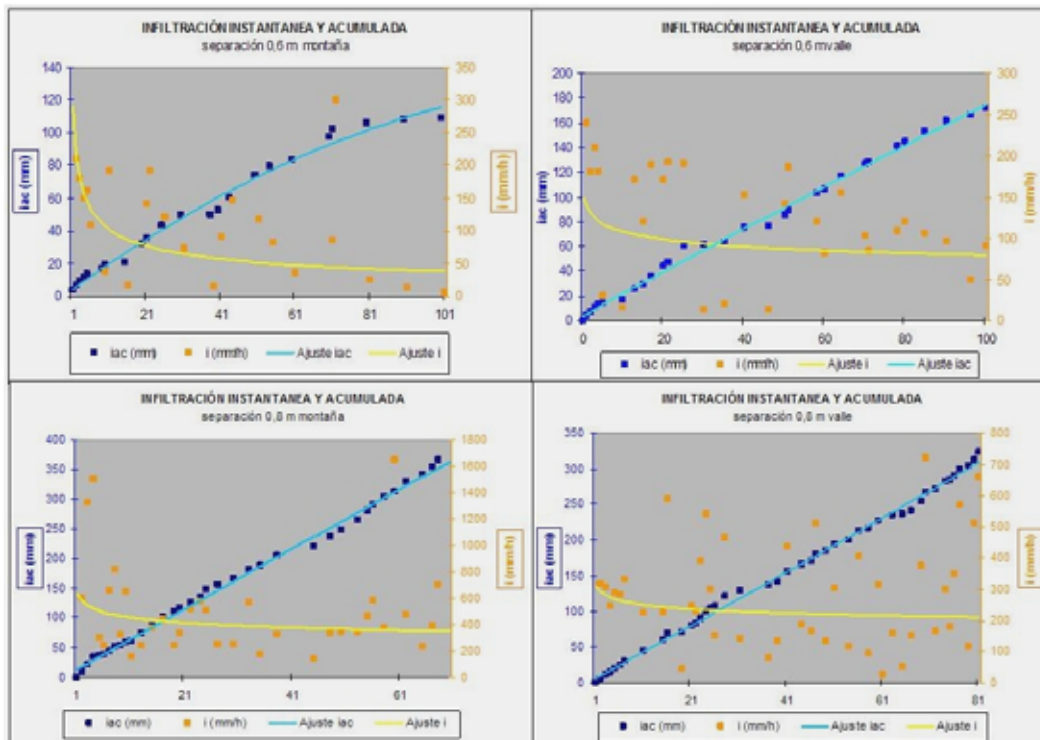 INFILTRACIÓN INSTANTANEA Y ACUMULADA
separación 0,6 m montaña
140
120
100
80
60
40
20
0
iac (mm)
350
300
250
200
150
100
50
0
i (mm/h)
1 21 41 61 81 101
iac (mm) i (mm/h) Ajuste iac Ajuste i
INFILTRACIÓN INSTANTANEA Y ACUMULADA
separación 0,6 mvalle
200
180
160
140
120
100
80
60
40
20
0
iac (mm)
300
250
200
150
100
50
0
i (mm/h)
0 20 40 60 80 100
iac (mm) i (mm/h) Ajuste i Ajuste iac
INFILTRACIÓN INSTANTANEA Y ACUMULADA
separación 0,8 m montaña
400
350
300
250
200
150
100
50
0
iac (mm)
1800
1600
1400
1200
1000
800
600
400
200
0
i (mm/h)
1 21 41 61
iac (mm) i (mm/h) Ajuste iac Ajuste i
INFILTRACIÓN INSTANTANEA Y ACUMULADA
separación 0,8 m valle
350
300
250
200
150
100
50
0
iac (mm)
800
700
600
500
400
300
200
100
0
i (mm/h)
1 21 41 61 81
iac (mm) i (mm/h) Ajuste iac Ajuste i